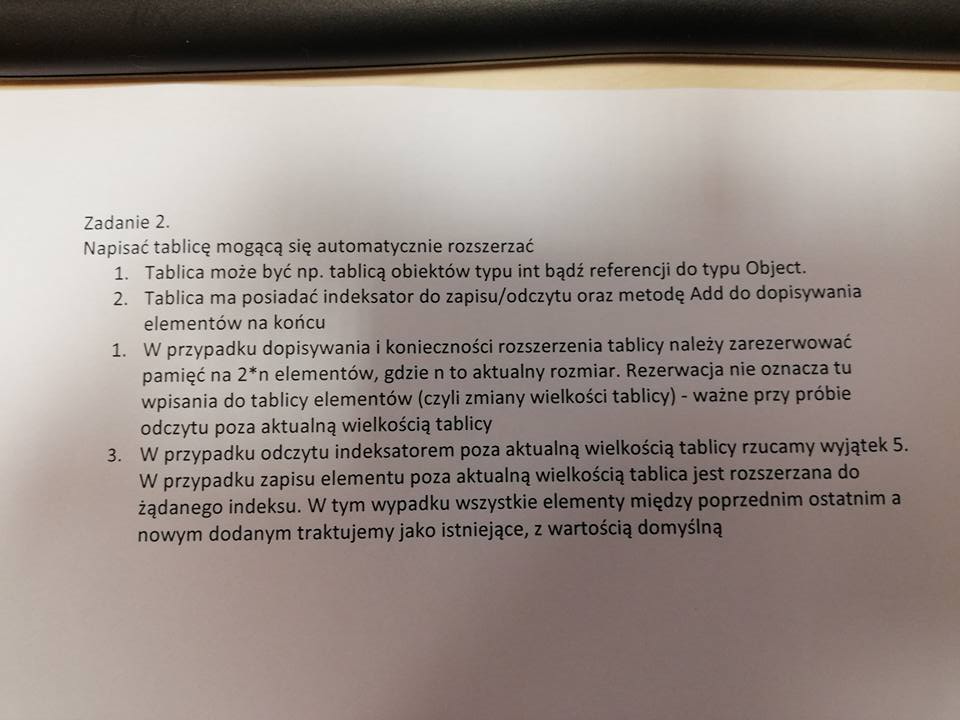 Zadanie 2.
Napisać tablicę mogącą się automatycznie rozszerzać
1. Tablica może być np. tablicą obiektów typu int bądź referencji do typu Object.
2. Tablica ma posiadać indeksator do zapisu/odczytu oraz metodę Add do dopisywania
elementów na końcu
1. W przypadku dopisywania i konieczności rozszerzenia tablicy należy zarezerwować
pamięć na 2*n elementów, gdzie n to aktualny rozmiar. Rezerwacja nie oznacza tu
wpisania do tablicy elementów (czyli zmiany wielkości tablicy) - ważne przy próbie
odczytu poza aktualną wielkością tablicy
3. W przypadku odczytu indeksatorem poza aktualną wielkością tablicy rzucamy wyjątek 5.
W przypadku zapisu elementu poza aktualną wielkością tablica jest rozszerzana do
żądanego indeksu. W tym wypadku wszystkie elementy między poprzednim ostatnim a
nowym dodanym traktujemy jako istniejące, z wartością domyślną